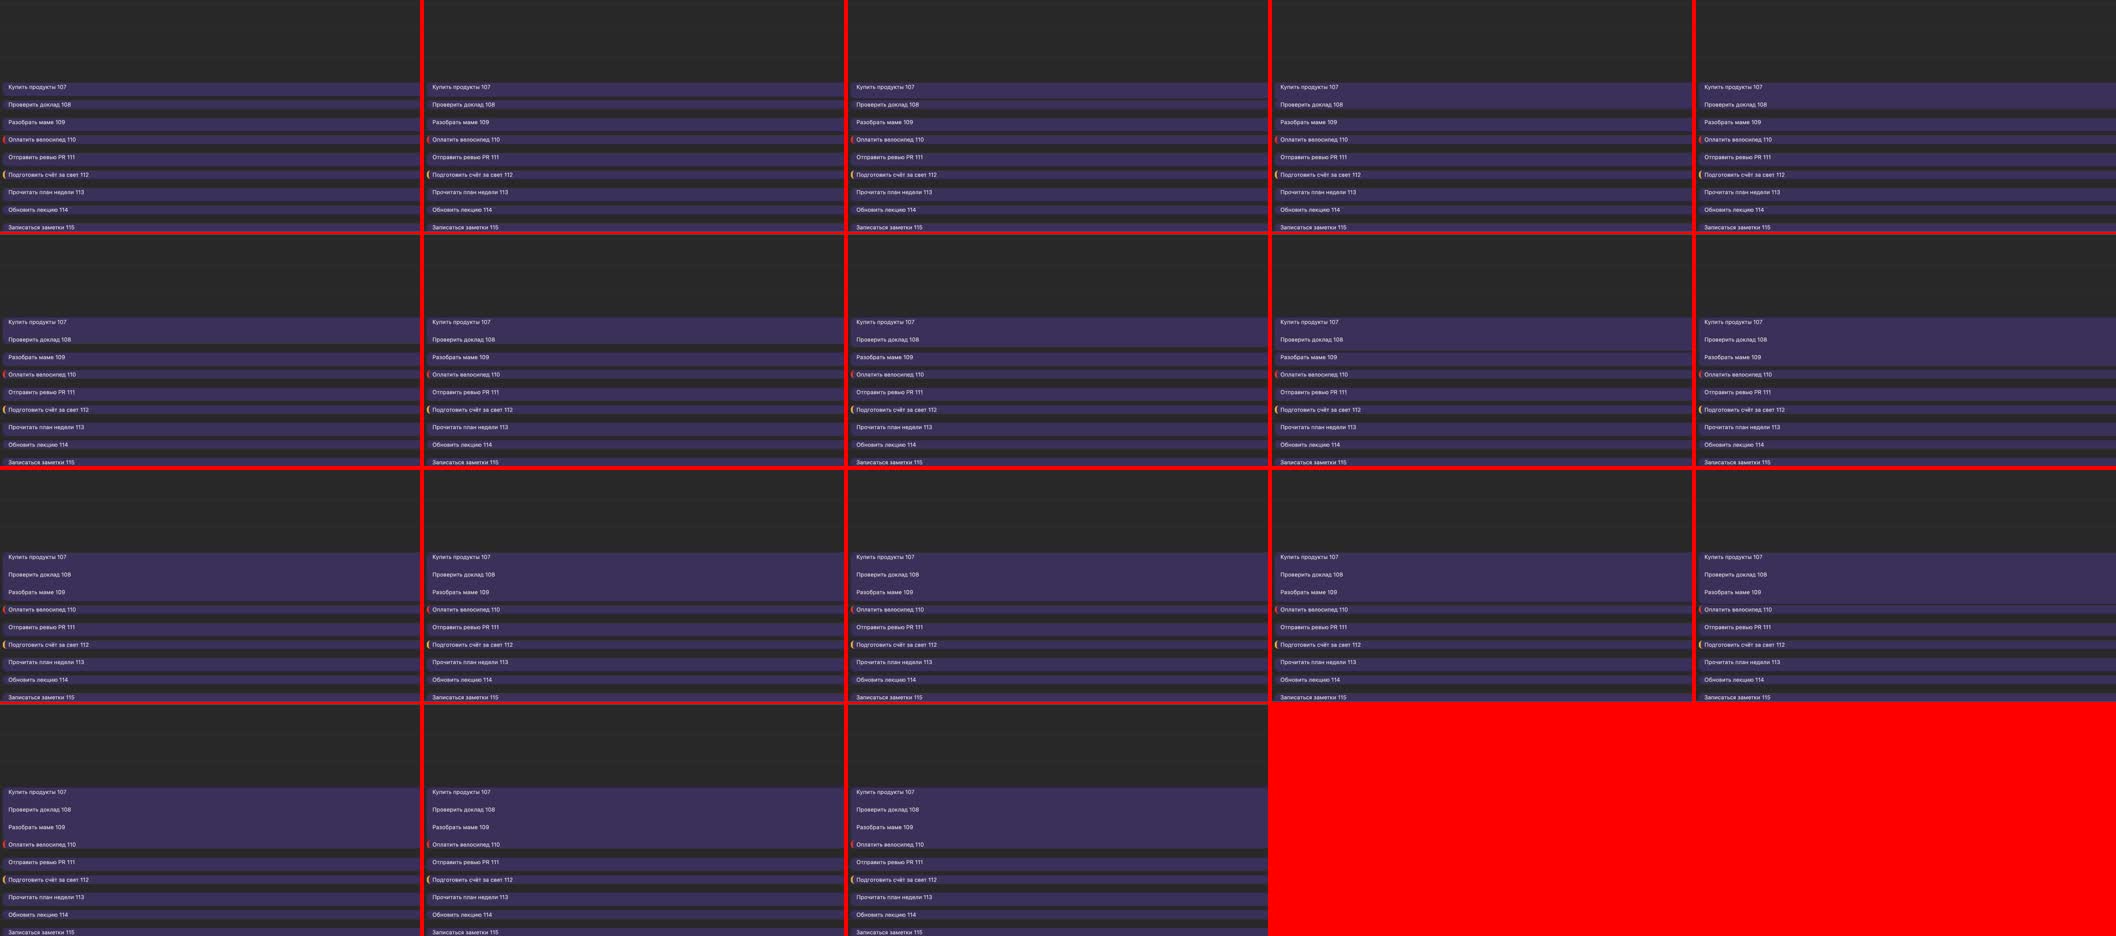 Купить продукты 107
Проверить доклад 108
Разобрать маме 109
Оплатить велосипед 110
Отправить ревью PR 111
Подготовить счёт за свет 112
Прочитать план недели 113
Обновить лекцию 114
Записаться заметки 115
Купить продукты 107
Проверить доклад 108
Разобрать маме 109
Оплатить велосипед 110
Отправить ревью PR 111
Подготовить счёт за свет 112
Прочитать план недели 113
Обновить лекцию 114
Записаться заметки 115
Купить продукты 107
Проверить доклад 108
Разобрать маме 109
Оплатить велосипед 110
Отправить ревью PR 111
Подготовить счёт за свет 112
Прочитать план недели 113
Обновить лекцию 114
Записаться заметки 115
Купить продукты 107
Проверить доклад 108
Разобрать маме 109
Оплатить велосипед 110
Отправить ревью PR 111
Подготовить счёт за свет 112
Прочитать план недели 113
Обновить лекцию 114
Записаться заметки 115
Купить продукты 107
Проверить доклад 108
Разобрать маме 109
Оплатить велосипед 110
Отправить ревью PR 111
Подготовить счёт за свет 112
Прочитать план недели 113
Обновить лекцию 114
Записаться заметки 115
Купить продукты 107
Проверить доклад 108
Разобрать маме 109
Оплатить велосипед 110
Отправить ревью PR 111
Подготовить счёт за свет 112
Прочитать план недели 113
Обновить лекцию 114
Записаться заметки 115
Купить продукты 107
Проверить доклад 108
Разобрать маме 109
Оплатить велосипед 110
Отправить ревью PR 111
Подготовить счёт за свет 112
Прочитать план недели 113
Обновить лекцию 114
Записаться заметки 115
Купить продукты 107
Проверить доклад 108
Разобрать маме 109
Оплатить велосипед 110
Отправить ревью PR 111
Подготовить счёт за свет 112
Прочитать план недели 113
Обновить лекцию 114
Записаться заметки 115
Купить продукты 107
Проверить доклад 108
Разобрать маме 109
Оплатить велосипед 110
Отправить ревью PR 111
Подготовить счёт за свет 112
Прочитать план недели 113
Обновить лекцию 114
Записаться заметки 115
Купить продукты 107
Проверить доклад 108
Разобрать маме 109
Оплатить велосипед 110
Отправить ревью PR 111
Подготовить счёт за свет 112
Прочитать план недели 113
Обновить лекцию 114
Записаться заметки 115
Купить продукты 107
Проверить доклад 108
Разобрать маме 109
Оплатить велосипед 110
Отправить ревью PR 111
Подготовить счёт за свет 112
Прочитать план недели 113
Обновить лекцию 114
Записаться заметки 115
Купить продукты 107
Проверить доклад 108
Разобрать маме 109
Оплатить велосипед 110
Отправить ревью PR 111
Подготовить счёт за свет 112
Прочитать план недели 113
Обновить лекцию 114
Записаться заметки 115
Купить продукты 107
Проверить доклад 108
Разобрать маме 109
Оплатить велосипед 110
Отправить ревью PR 111
Подготовить счёт за свет 112
Прочитать план недели 113
Обновить лекцию 114
Записаться заметки 115
Купить продукты 107
Проверить доклад 108
Разобрать маме 109
Оплатить велосипед 110
Отправить ревью PR 111
Подготовить счёт за свет 112
Прочитать план недели 113
Обновить лекцию 114
Записаться заметки 115
Купить продукты 107
Проверить доклад 108
Разобрать маме 109
Оплатить велосипед 110
Отправить ревью PR 111
Подготовить счёт за свет 112
Прочитать план недели 113
Обновить лекцию 114
Записаться заметки 115
Купить продукты 107
Проверить доклад 108
Разобрать маме 109
Оплатить велосипед 110
Отправить ревью PR 111
Подготовить счёт за свет 112
Прочитать план недели 113
Обновить лекцию 114
Записаться заметки 115
Купить продукты 107
Проверить доклад 108
Разобрать маме 109
Оплатить велосипед 110
Отправить ревью PR 111
Подготовить счёт за свет 112
Прочитать план недели 113
Обновить лекцию 114
Записаться заметки 115
Купить продукты 107
Проверить доклад 108
Разобрать маме 109
Оплатить велосипед 110
Отправить ревью PR 111
Подготовить счёт за свет 112
Прочитать план недели 113
Обновить лекцию 114
Записаться заметки 115